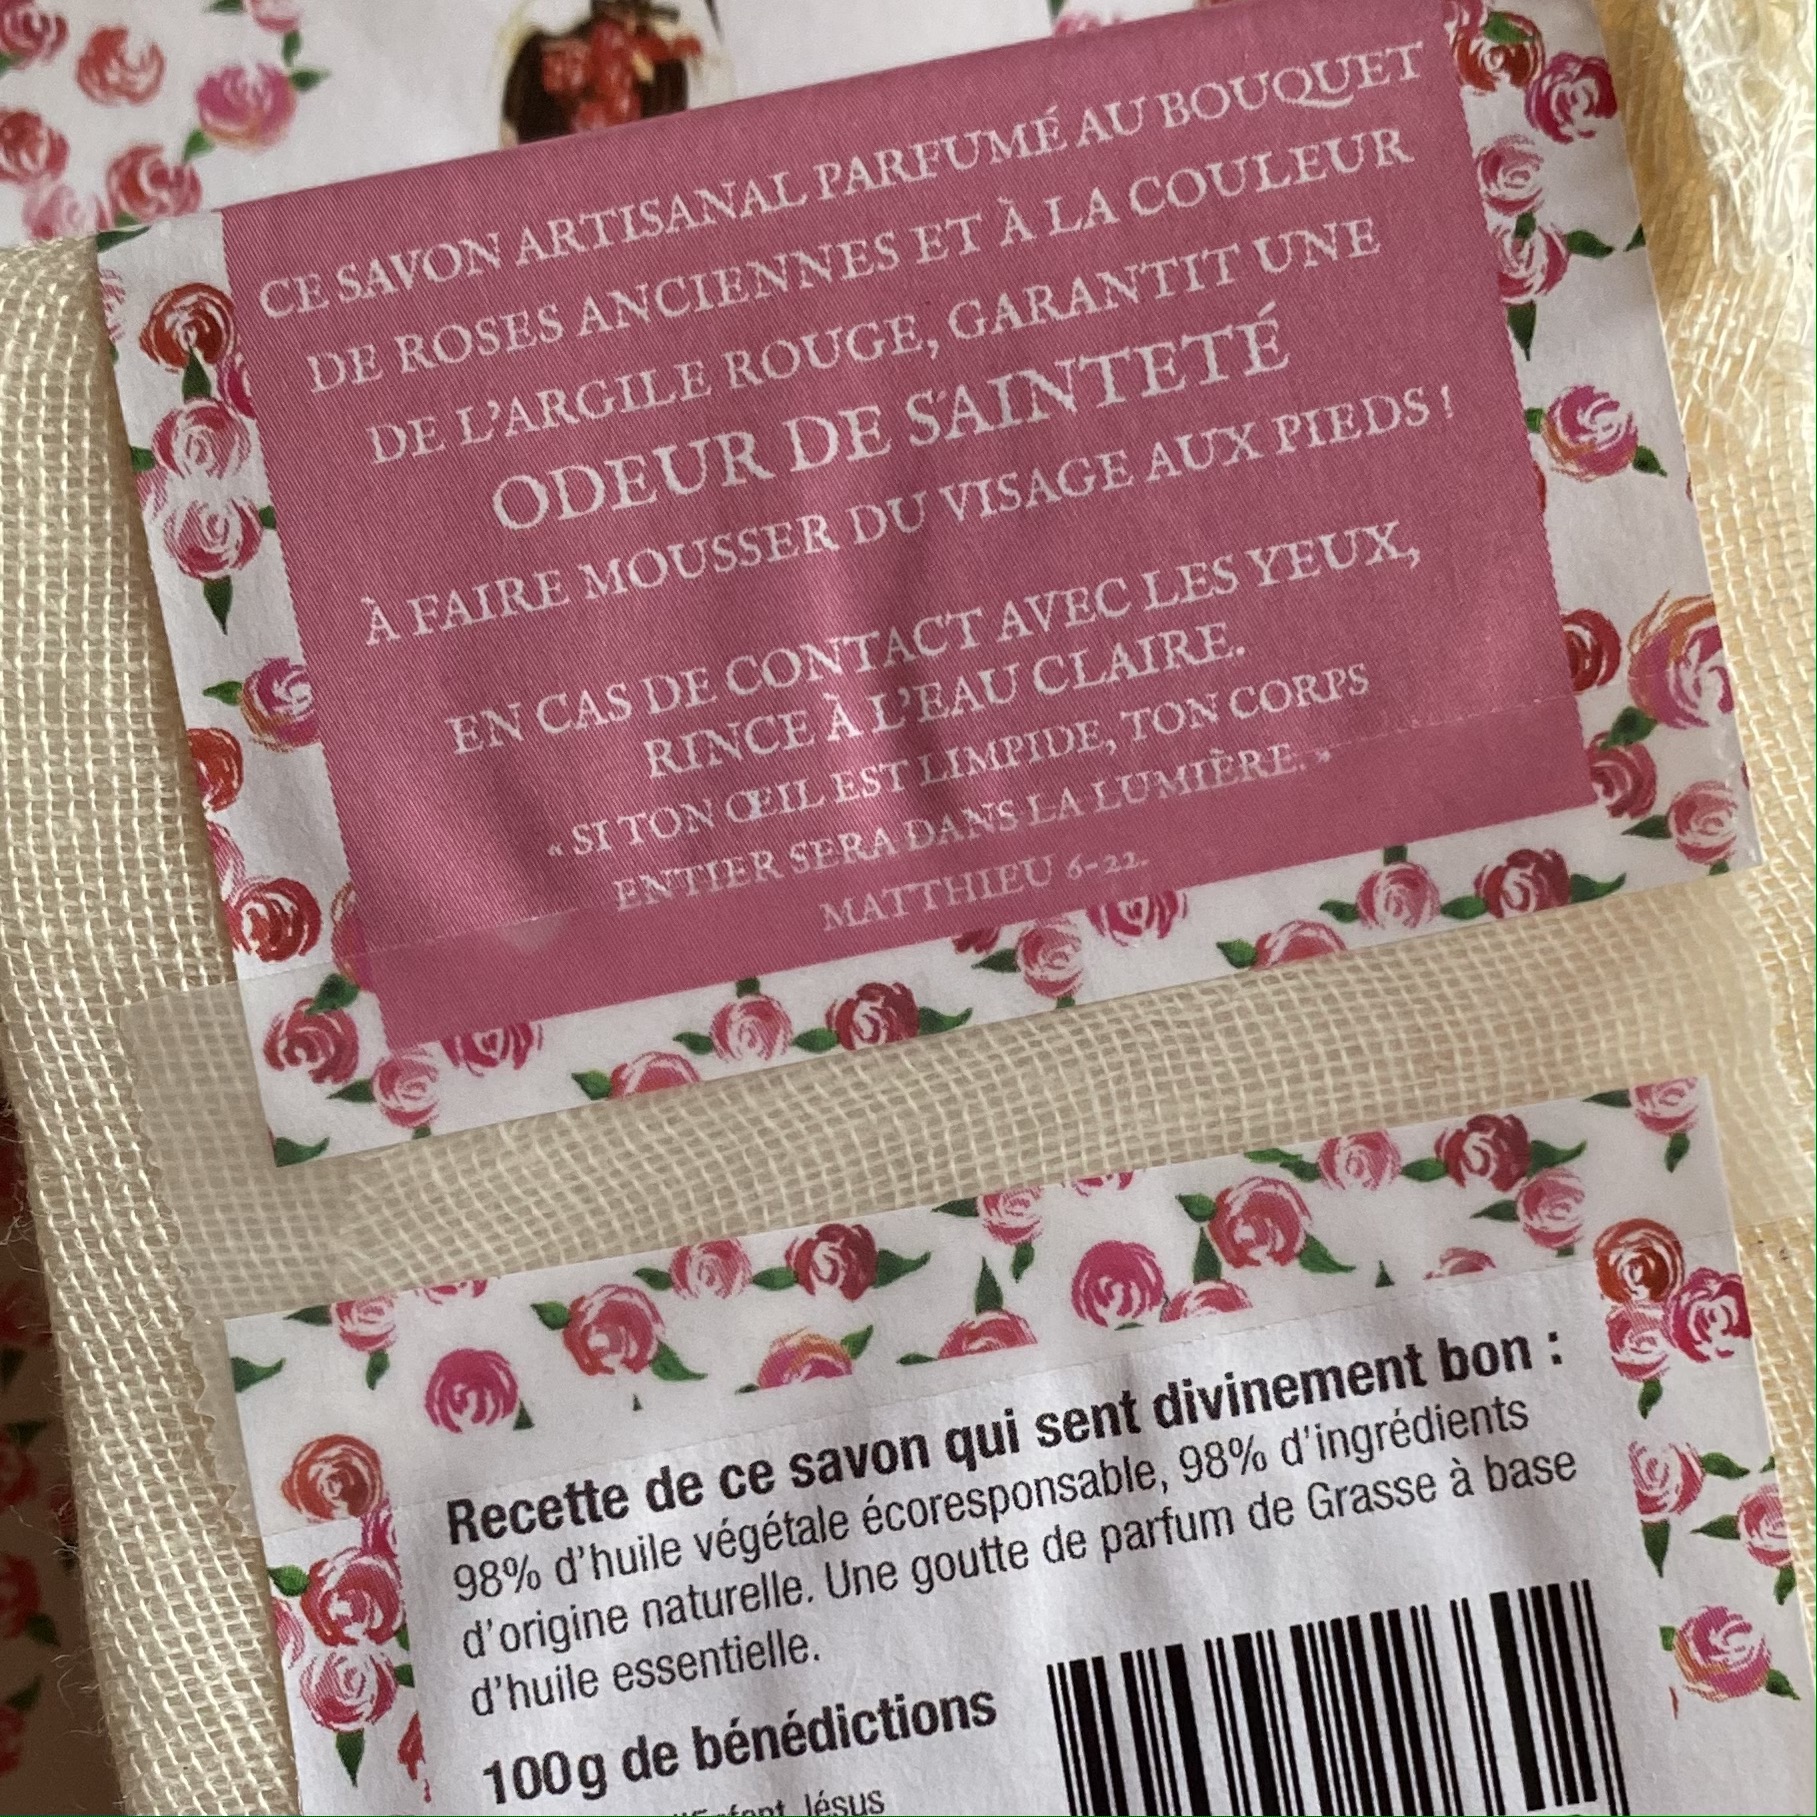 CE SAVON ARTISANAL PARFUMÉ AU BOUQUET
DE ROSES ANCIENNES ET À LA COULEUR
DE L'ARGILE ROUGE, GARANTIT UNE
ODEUR DE SAINTETÉ
À FAIRE MOUSSER DU VISAGE AUX PIEDS !
EN CAS DE CONTACT AVEC LES YEUX,
RINCE À L'EAU CLAIRE.
« SI TON ŒIL EST LIMPIDE, TON CORPS
ENTIER SERA DANS LA LUMIÈRE. »
MATTHIEU 6-22.
Recette de ce savon qui sent divinement bon :
98% d'huile végétale écoresponsable, 98% d'ingrédients
d'origine naturelle. Une goutte de parfum de Grasse à base
d'huile essentielle.
100g de bénédictions
Jésus